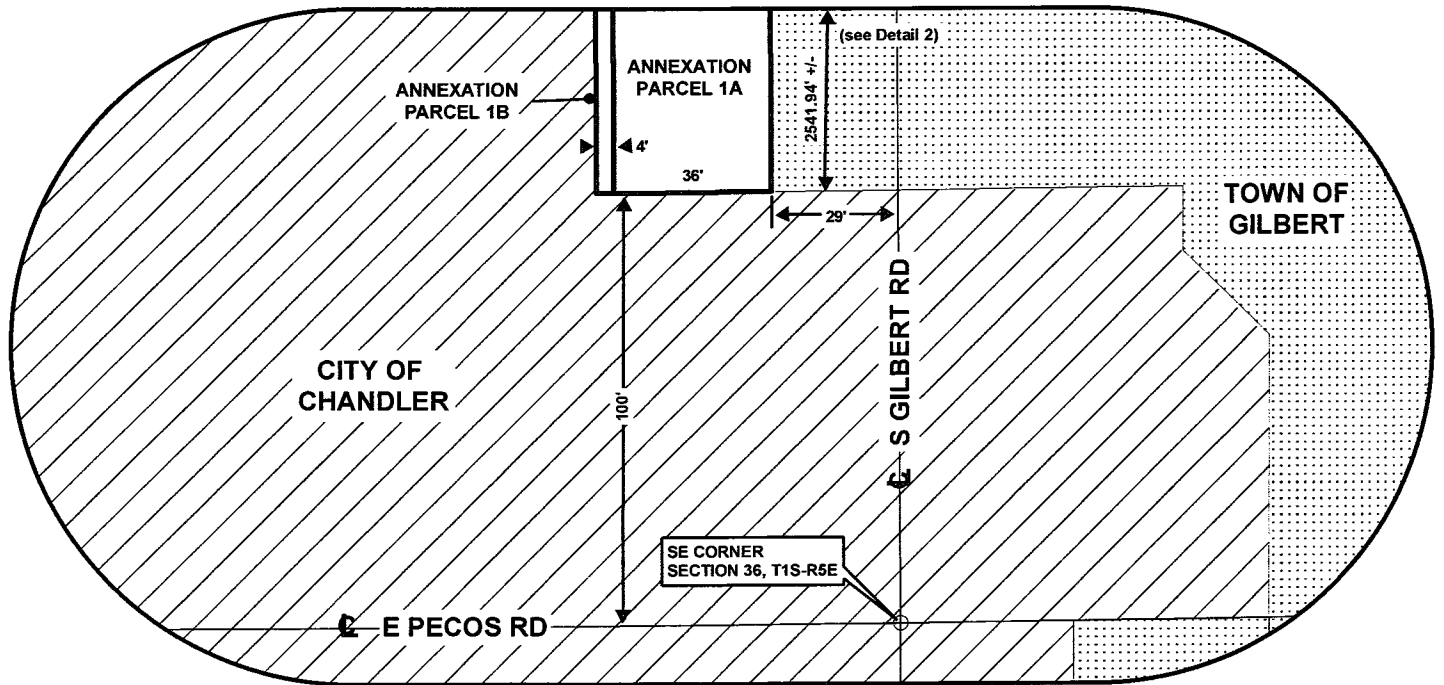 (see Detail 2)
ANNEXATION
PARCEL 1A
ANNEXATION
PARCEL 1B
2541.94' +/-
4'
36'
29'
TOWN OF
GILBERT
CITY OF
CHANDLER
100'
℄ S GILBERT RD
SE CORNER
SECTION 36, T1S-R5E
℄ E PECOS RD